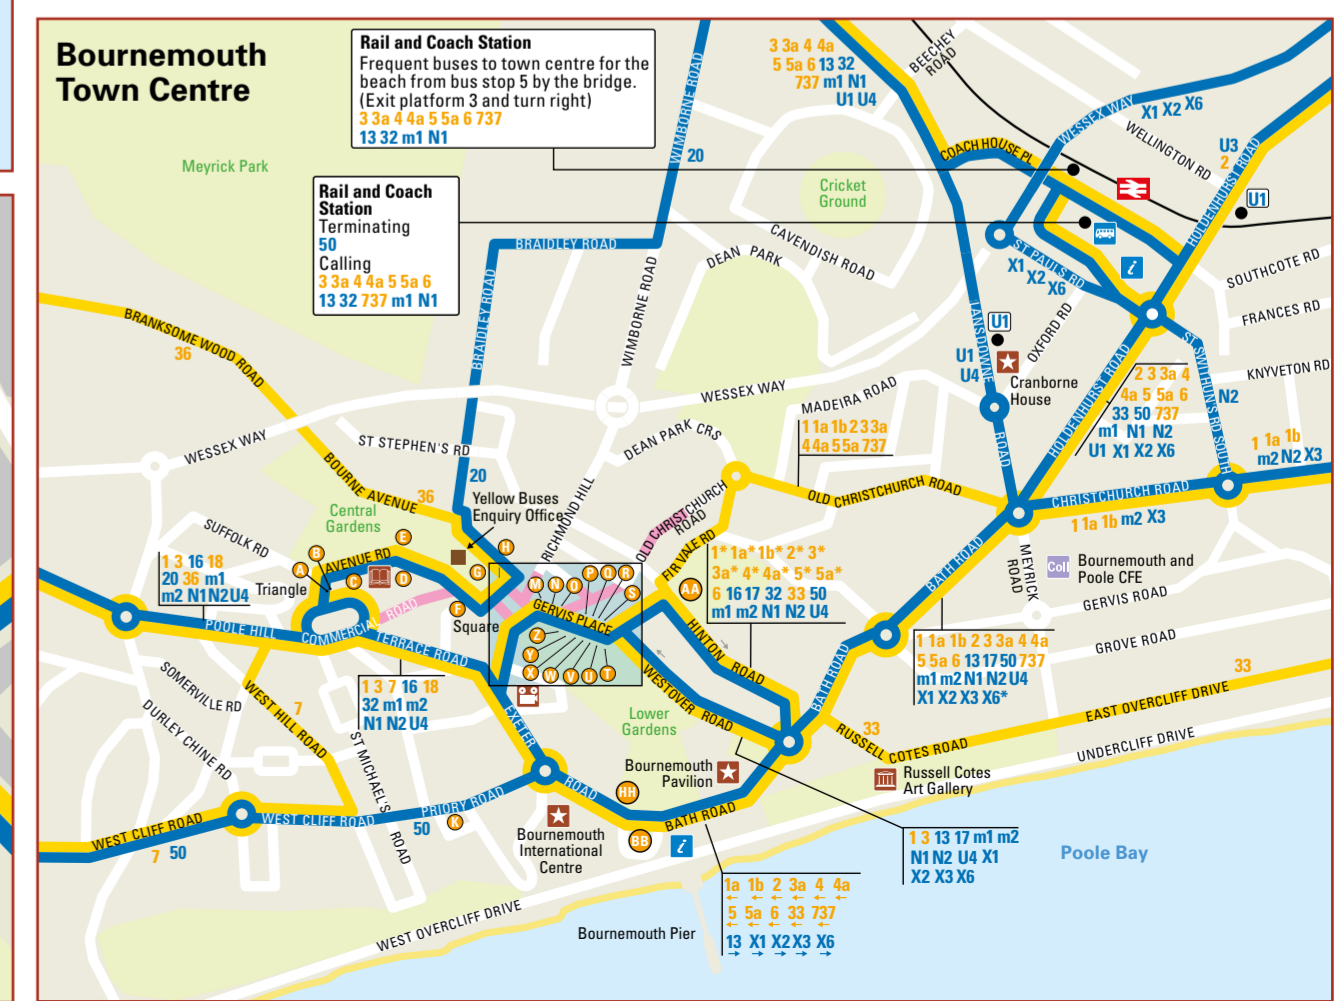 Bournemouth
Town Centre
Rail and Coach Station
Frequent buses to town centre for the
beach from bus stop 5 by the bridge.
(Exit platform 3 and turn right)
3 3a 4 4a 5 5a 6 737
13 32 m1 N1
Rail and Coach
Station
Terminating
50
Calling
3 3a 4 4a 5 5a 6
13 32 737 m1 N1
3 3a 4 4a
5 5a 6 13 32
737 m1 N1
U1 U4
BEECHEY
ROAD
WESSEX WAY
X1 X2 X6
WELLINGTON RD
COACH HOUSE PL
U3
2
HOLDENHURST ROAD
U1
Meyrick Park
WIMBORNE ROAD
20
Cricket
Ground
CAVENDISH ROAD
DEAN PARK
BRAIDLEY ROAD
BRAIDLEY ROAD
WIMBORNE ROAD
ST PAULS RD
X1
X2
X6
SOUTHCOTE RD
FRANCES RD
KNYVETON RD
OXFORD RD
LANSDOWNE
ROAD
U1
U1
U4
Cranborne
House
HOLDENHURST ROAD
ST SWITHUN'S RD SOUTH
N2
2 3 3a 4
4a 5 5a 6
33 50 737
m1 N1 N2
U1 X1 X2 X6
1 1a 1b
m2 N2 X3
BRANKSOME WOOD ROAD
36
WESSEX WAY
WESSEX WAY
ST STEPHEN'S RD
MADEIRA ROAD
1 1a 1b 2 3 3a
4 4a 5 5a 737
DEAN PARK CRS
BOURNE AVENUE
36
20
Yellow Buses
Enquiry Office
RICHMOND HILL
OLD CHRISTCHURCH
ROAD
OLD CHRISTCHURCH ROAD
CHRISTCHURCH ROAD
1 1a 1b m2 X3
Central
Gardens
SUFFOLK RD
AVENUE RD
A
B
C
D
E
F
G
H
Triangle
1 3 16 18
20 36 m1
m2 N1 N2 U4
POOLE HILL
COMMERCIAL
ROAD
TERRACE ROAD
Square
GERVIS PLACE
M N O P Q R
S
Z
Y
X W V U T
FIR VALE RD
AA
1* 1a* 1b* 2* 3*
3a* 4* 4a* 5* 5a*
6 16 17 32 33 50
m1 m2 N1 N2 U4
HINTON ROAD
WESTOVER ROAD
BATH ROAD
BATH ROAD
MEYRICK
ROAD
Coll
Bournemouth and
Poole CFE
GERVIS ROAD
GROVE ROAD
1 1a 1b 2 3 3a 4 4a
5 5a 6 13 17 50 737
m1 m2 N1 N2 U4
X1 X2 X3 X6*
33
EAST OVERCLIFF DRIVE
UNDERCLIFF DRIVE
33
RUSSELL COTES ROAD
Russell Cotes
Art Gallery
SOMERVILLE RD
DURLEY CHINE RD
WEST HILL ROAD
7
ST MICHAEL'S
ROAD
1 3 7 16 18
32 m1 m2
N1 N2 U4
EXETER
ROAD
Lower
Gardens
Bournemouth
Pavilion
HH
BB
BATH ROAD
PRIORY ROAD
50
K
WEST CLIFF ROAD
WEST CLIFF ROAD
7 50
Bournemouth
International
Centre
WEST OVERCLIFF DRIVE
Bournemouth Pier
1 3 13 17 m1 m2
N1 N2 U4 X1
X2 X3 X6
1a 1b 2 3a 4 4a
5 5a 6 33 737
13 X1 X2 X3 X6
Poole Bay